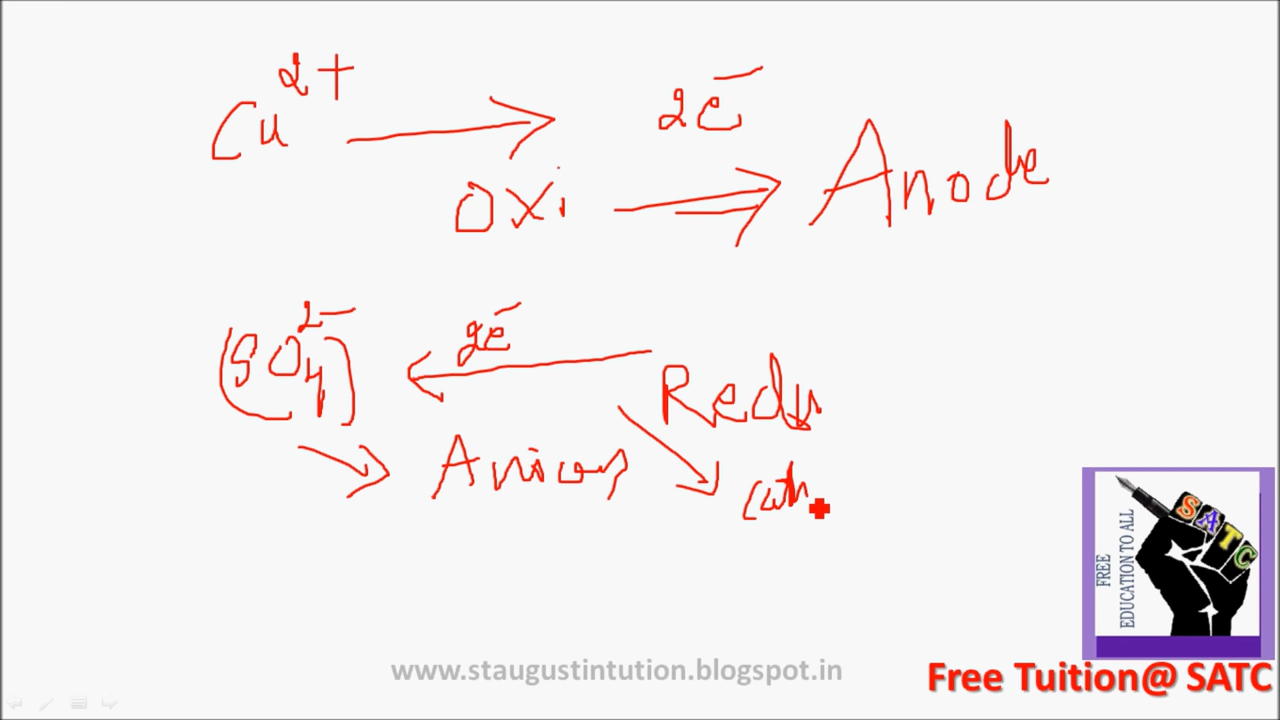 Cu2+ → 2e-
Oxi → Anode
(SO4)2- ← 2e- Redu
→ Anions → Cath
FREE
EDUCATION TO ALL
SATC
www.staugustintution.blogspot.in
Free Tuition@ SATC